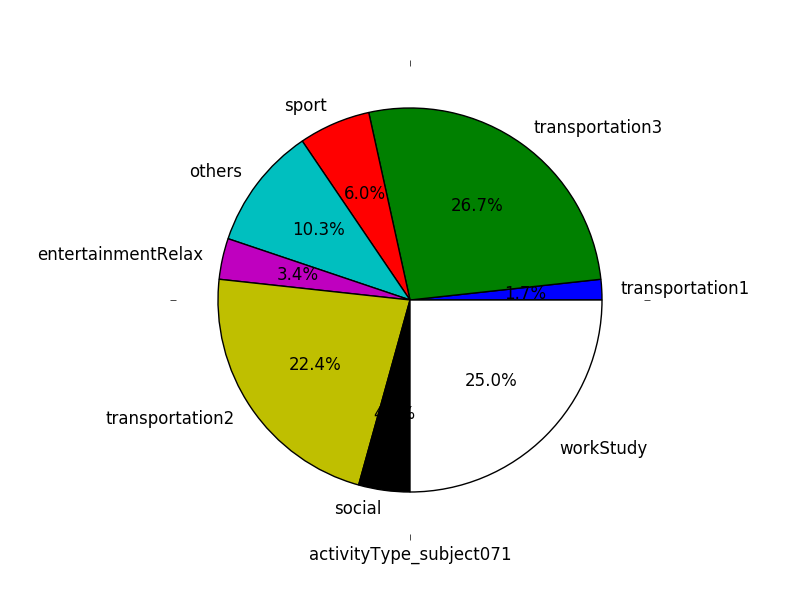 sport
transportation3
others
6.0%
26.7%
10.3%
entertainmentRelax
3.4%
1.7%
transportation1
22.4%
25.0%
transportation2
workStudy
social
activityType_subject071